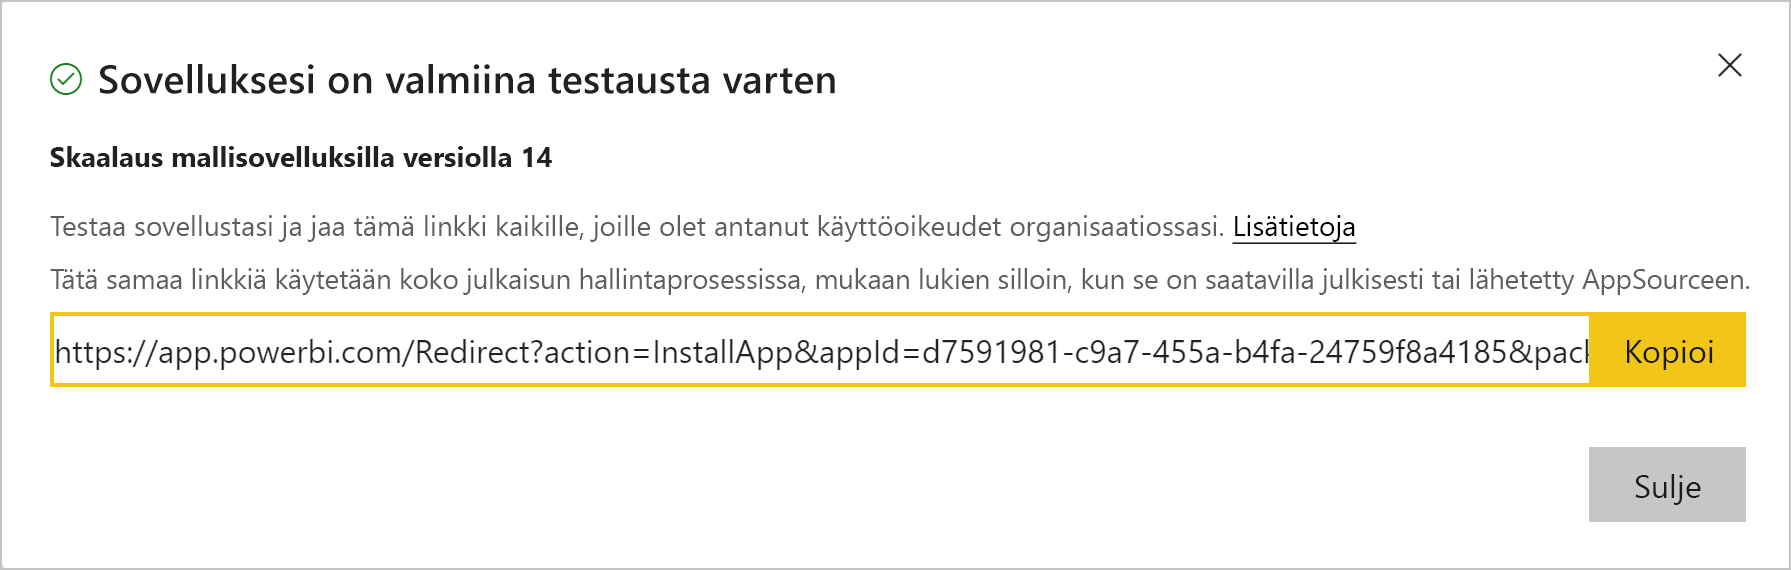 Sovelluksesi on valmiina testausta varten
Skaalaus mallisovelluksilla versiolla 14
Testaa sovellustasi ja jaa tämä linkki kaikille, joille olet antanut käyttöoikeudet organisaatiossasi. Lisätietoja
Tätä samaa linkkiä käytetään koko julkaisun hallintaprosessissa, mukaan lukien silloin, kun se on saatavilla julkisesti tai lähetetty AppSourceen.
https://app.powerbi.com/Redirect?action=InstallApp&appId=d7591981-c9a7-455a-b4fa-24759f8a4185&pack Kopioi
Sulje